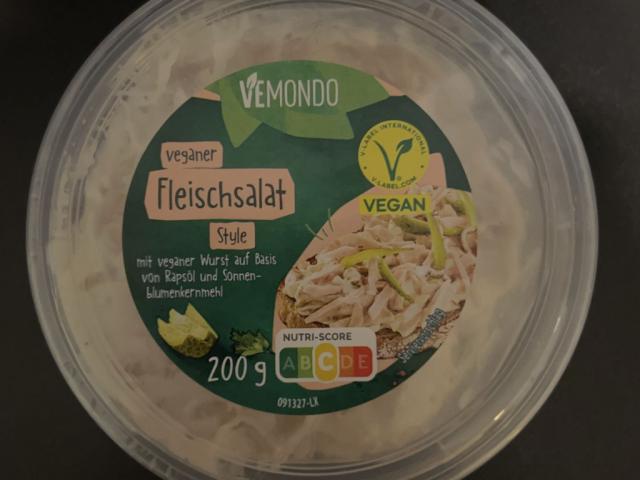 VEMONDO
V-LABEL INTERNATIONAL
V-LABEL.COM
VEGAN
veganer
Fleischsalat
Style
mit veganer Wurst auf Basis
von Rapsöl und Sonnen-
blumenkernmehl
200 g
NUTRI-SCORE
A B C D E
091327-LX